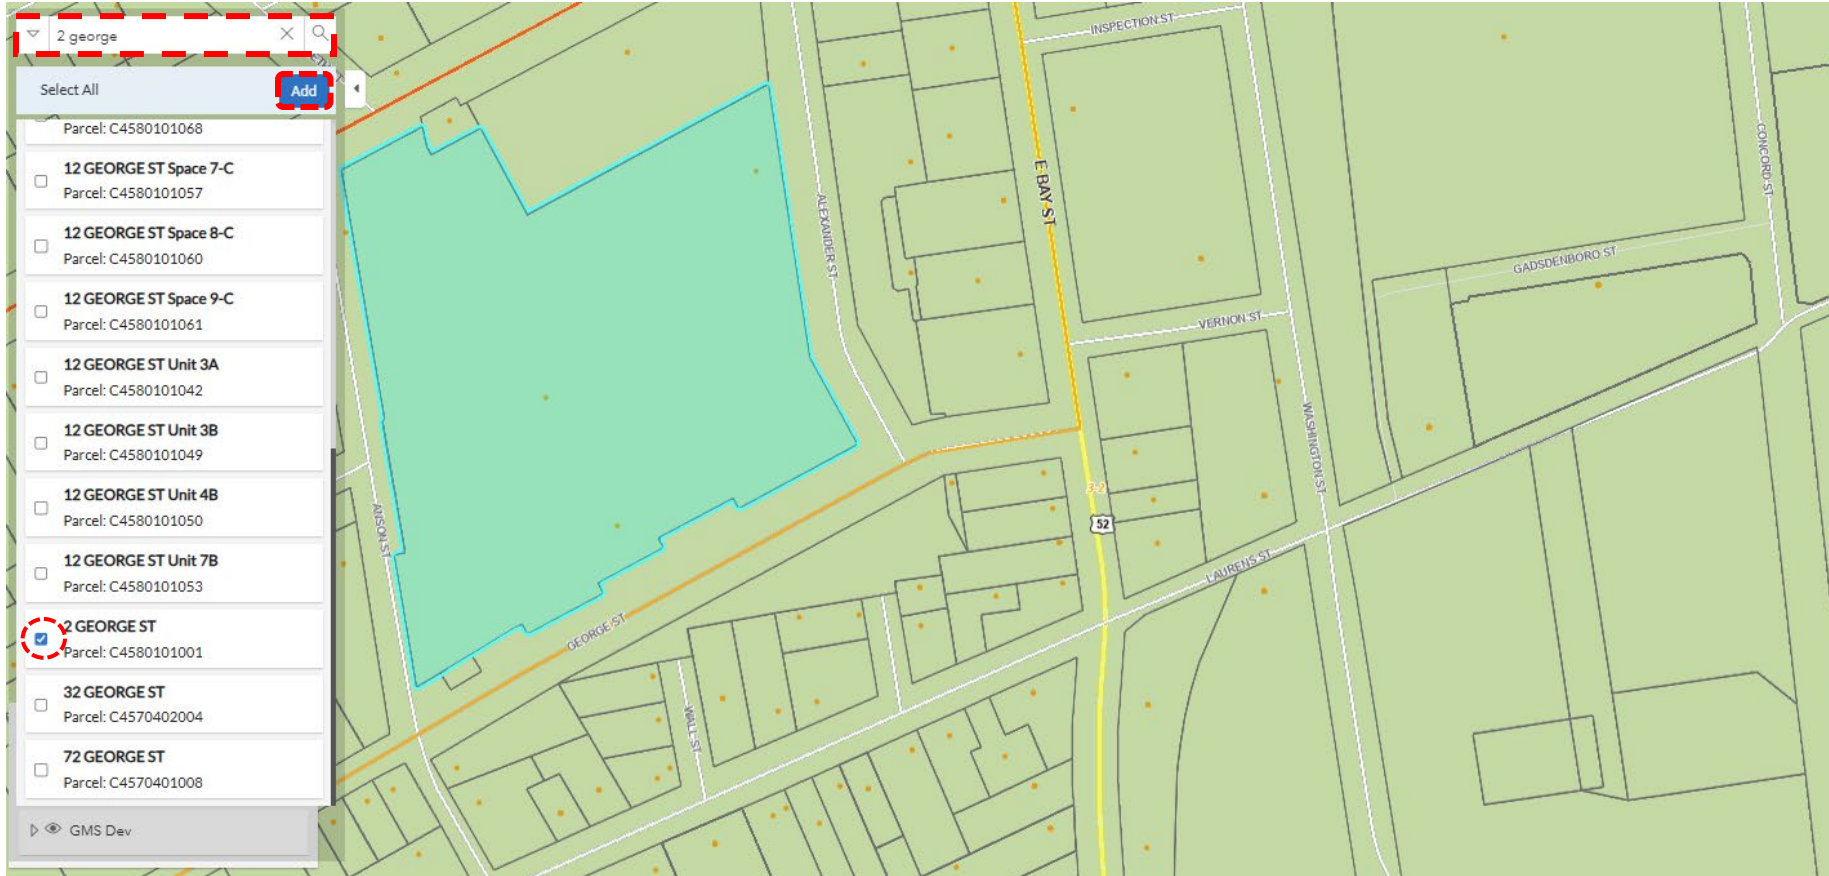 2 george
Select All
Add
Parcel: C4580101068
12 GEORGE ST Space 7-C
Parcel: C4580101057
12 GEORGE ST Space 8-C
Parcel: C4580101060
12 GEORGE ST Space 9-C
Parcel: C4580101061
12 GEORGE ST Unit 3A
Parcel: C4580101042
12 GEORGE ST Unit 3B
Parcel: C4580101049
12 GEORGE ST Unit 4B
Parcel: C4580101050
12 GEORGE ST Unit 7B
Parcel: C4580101053
2 GEORGE ST
Parcel: C4580101001
32 GEORGE ST
Parcel: C4570402004
72 GEORGE ST
Parcel: C4570401008
GMS Dev
INSPECTION ST
E BAY ST
CONCORD ST
ALEXANDER ST
GADSDENBORO ST
VERNON ST
WASHINGTON ST
3-2
52
ANSON ST
LAURENS ST
GEORGE ST
WALL ST